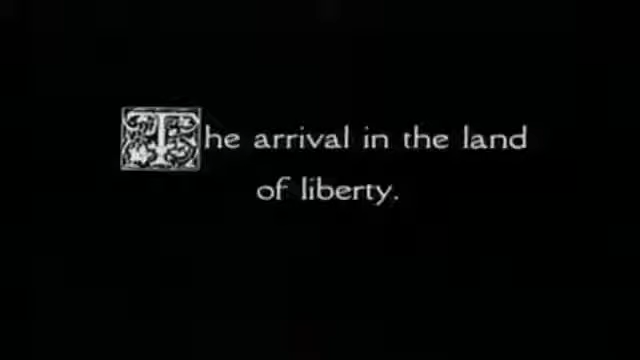 The arrival in the land
of liberty.